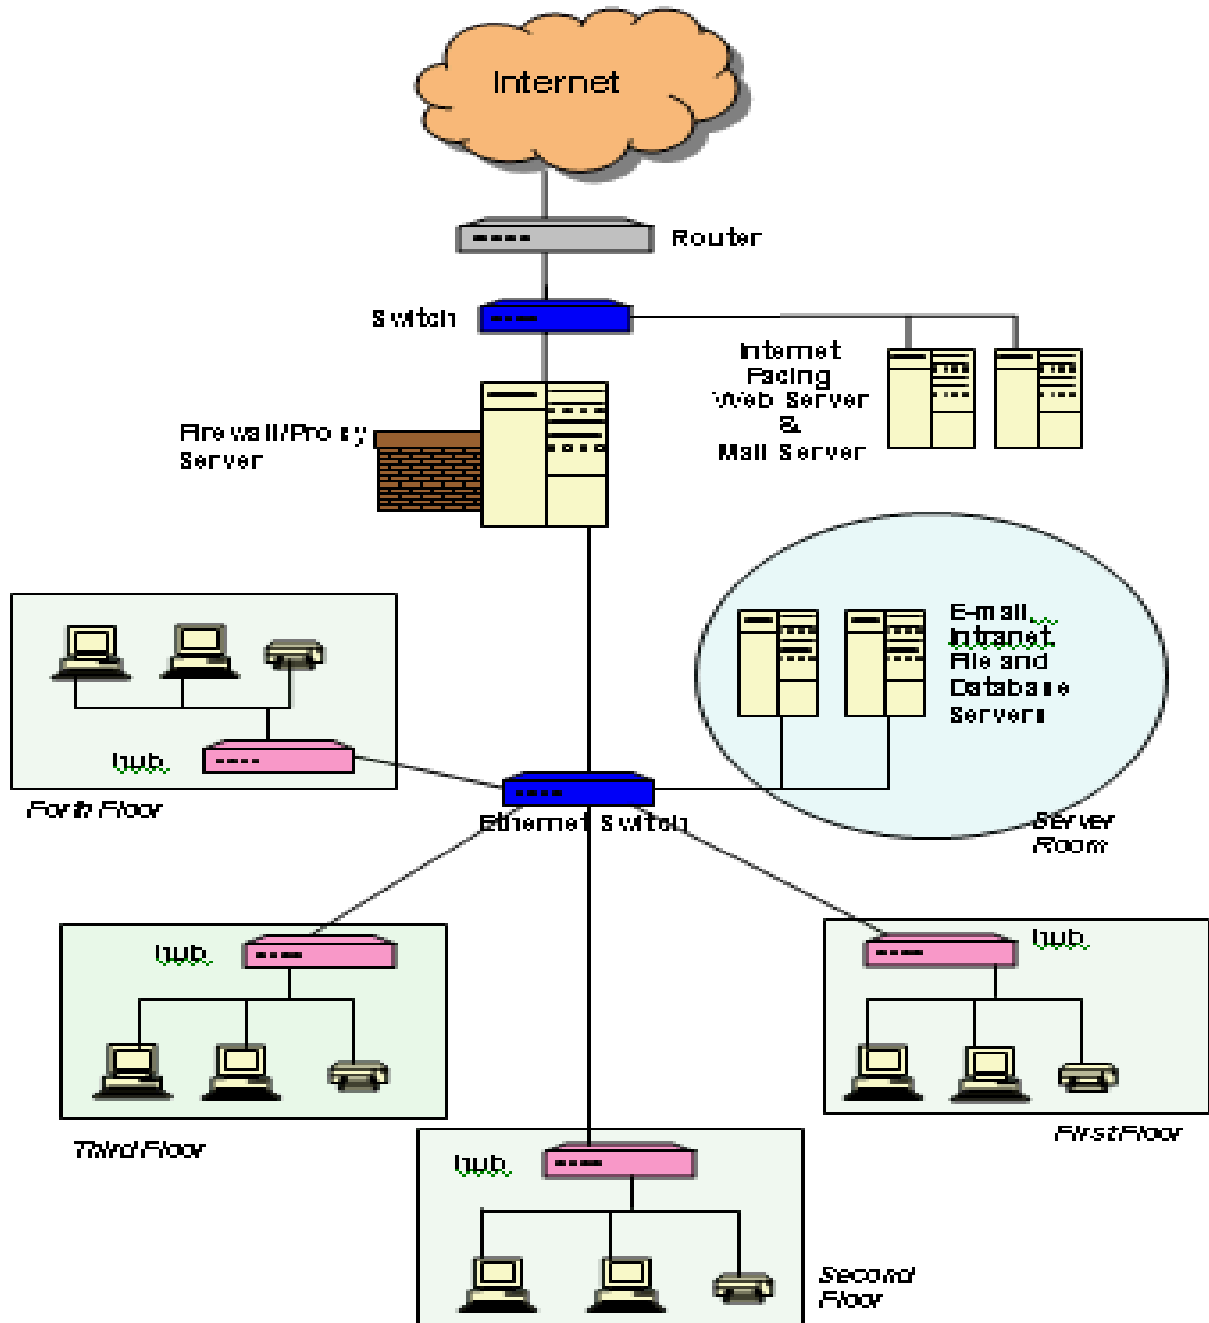 Internet
Router
Switch
Internet
Facing
Web Server
&
Mail Server
Firewall/Proxy
Server
E-mail
Intranet
File and
Database
Servers
hub
Forth Floor
Ethernet Switch
Server
Room
hub
hub
Third Floor
First Floor
hub
Second
Floor